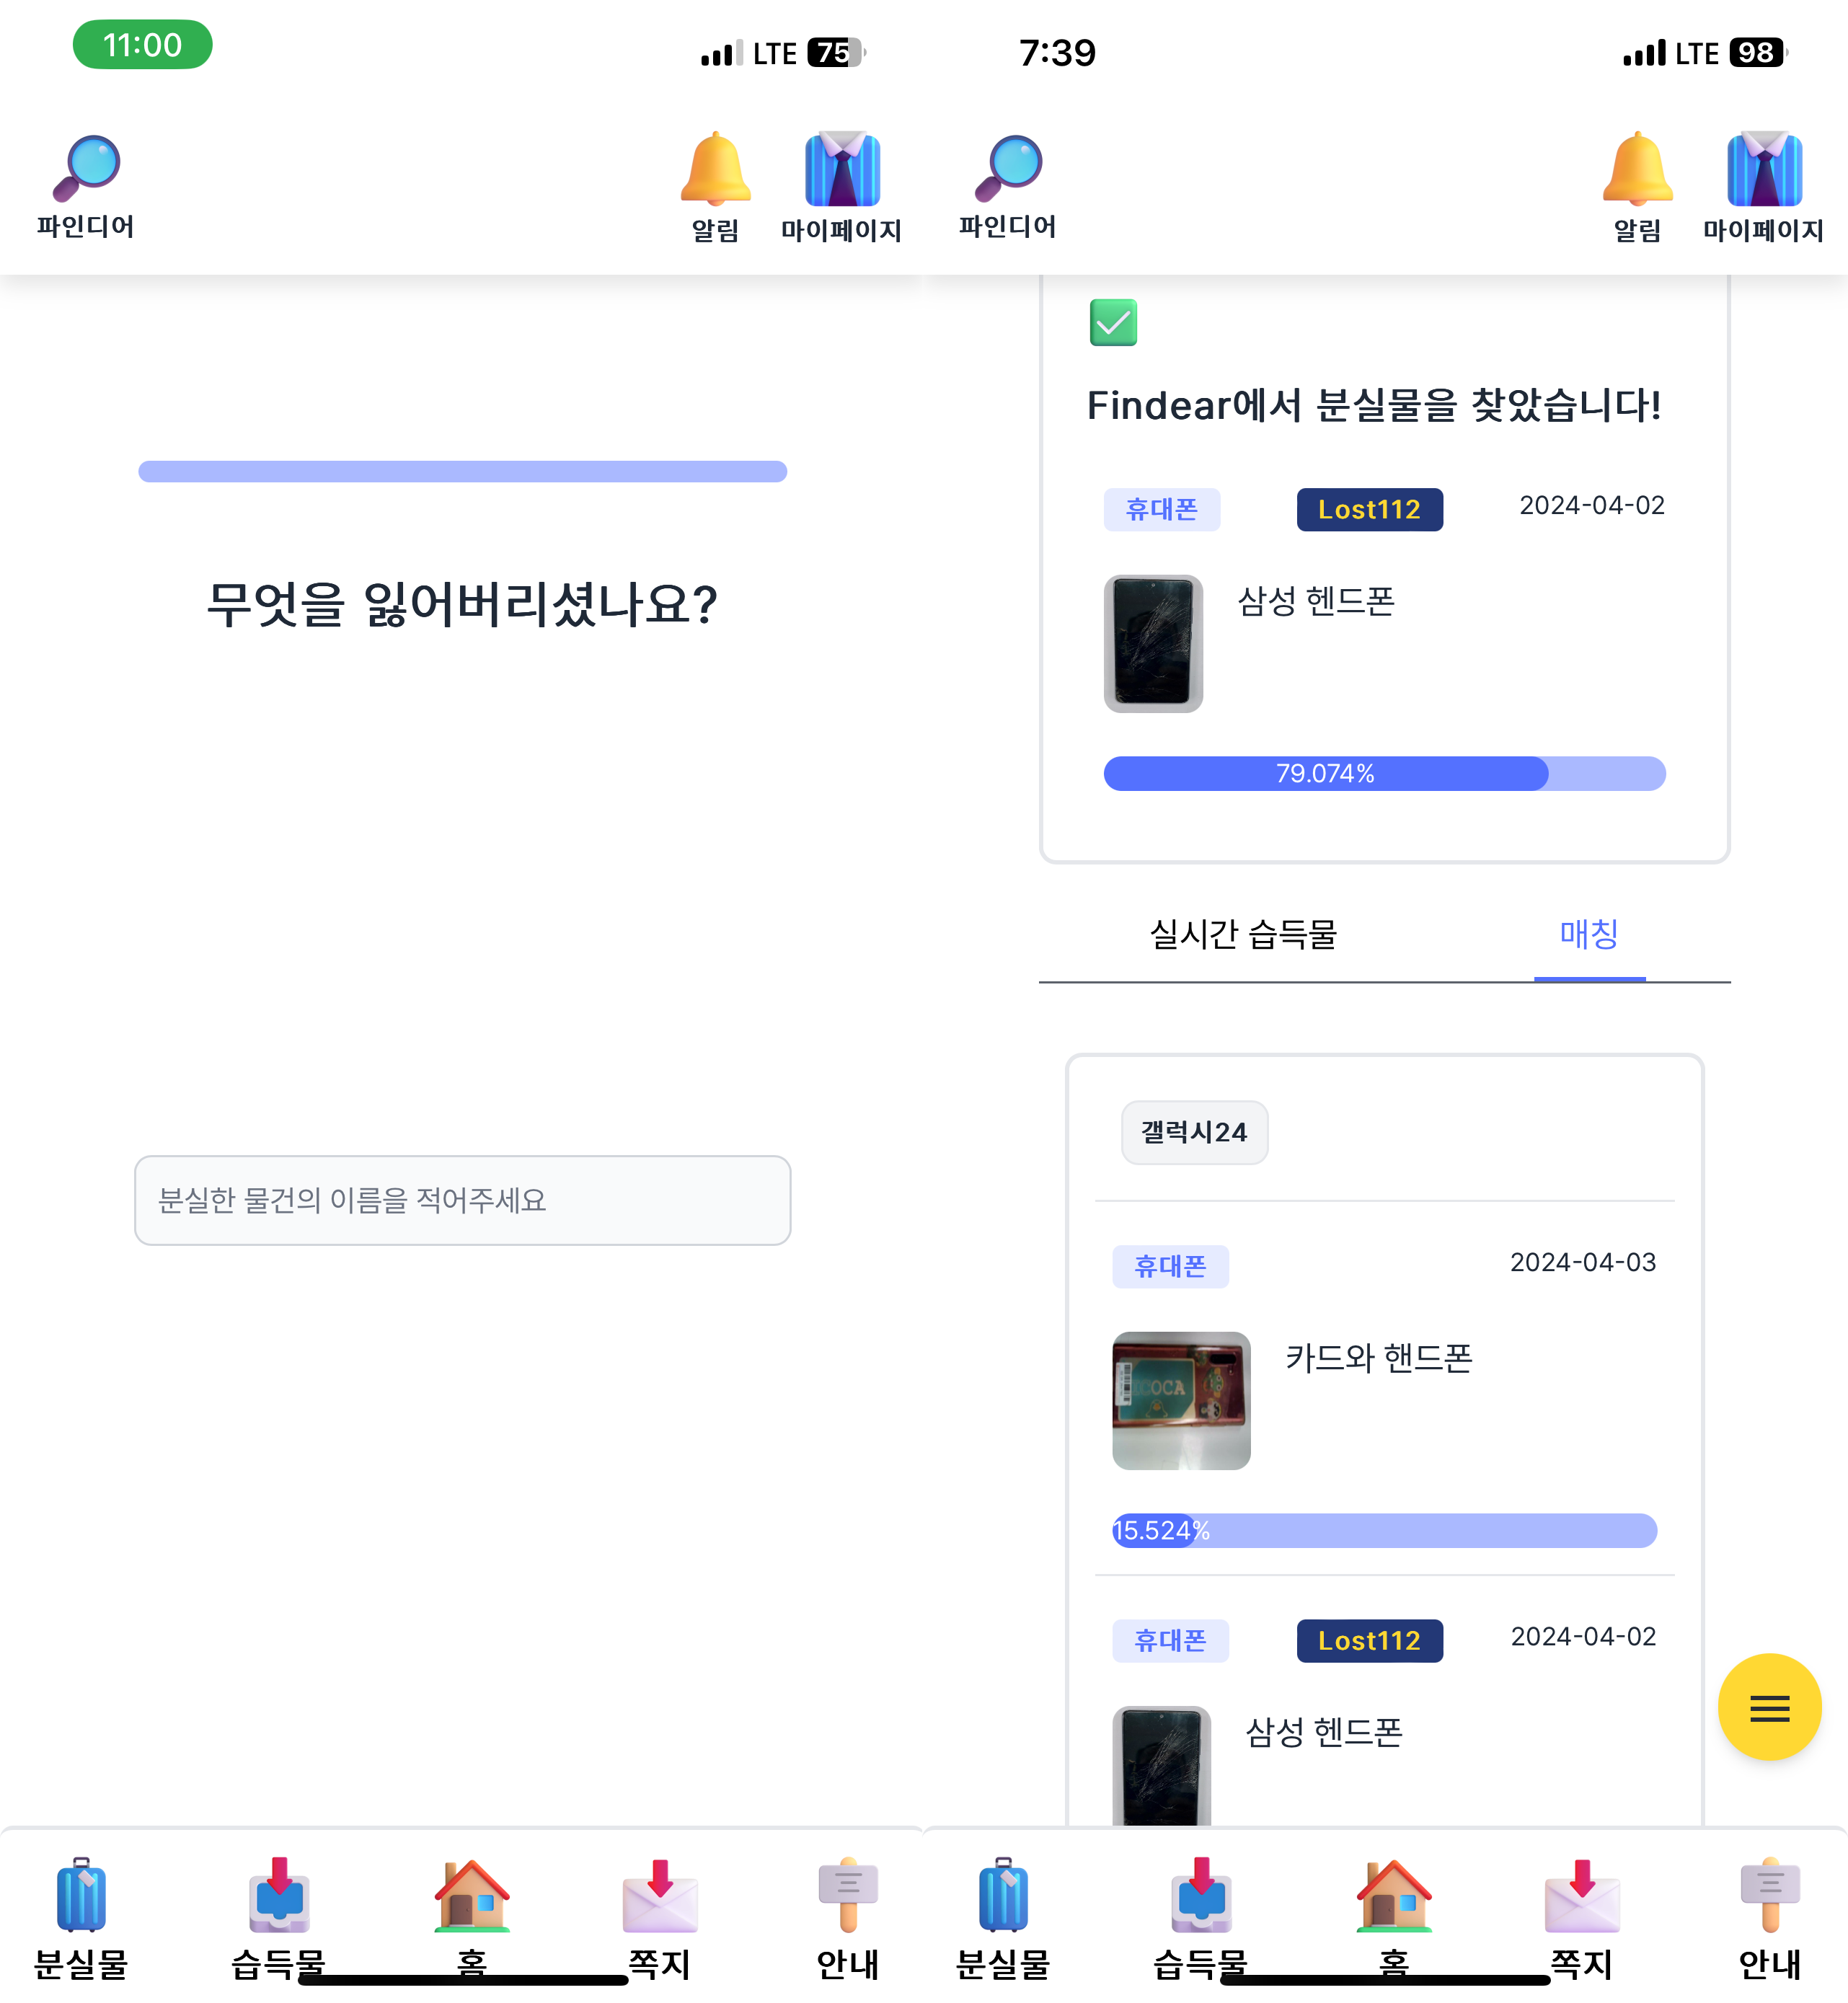 11:00
LTE
75
파인디어
알림
마이페이지
무엇을 잃어버리셨나요?
분실한 물건의 이름을 적어주세요
분실물
습득물
홈
쪽지
안내
7:39
LTE
98
파인디어
알림
마이페이지
Findear에서 분실물을 찾았습니다!
휴대폰
Lost112
2024-04-02
삼성 헨드폰
79.074%
실시간 습득물
매칭
갤럭시24
휴대폰
2024-04-03
카드와 핸드폰
COCA
15.524%
휴대폰
Lost112
2024-04-02
삼성 헨드폰
분실물
습득물
홈
쪽지
안내